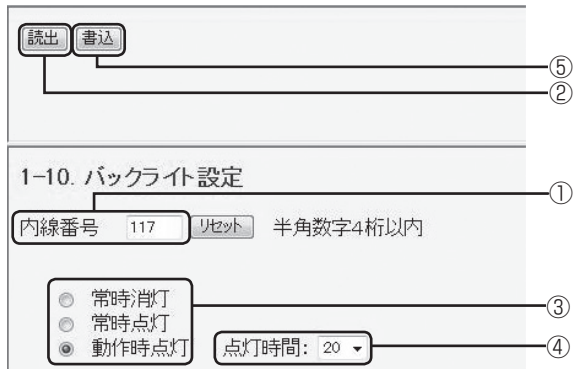 読出 書込
⑤
②
1-10. バックライト設定
①
内線番号 117 リセット 半角数字4桁以内
常時消灯
③
常時点灯
動作時点灯 点灯時間: 20
④